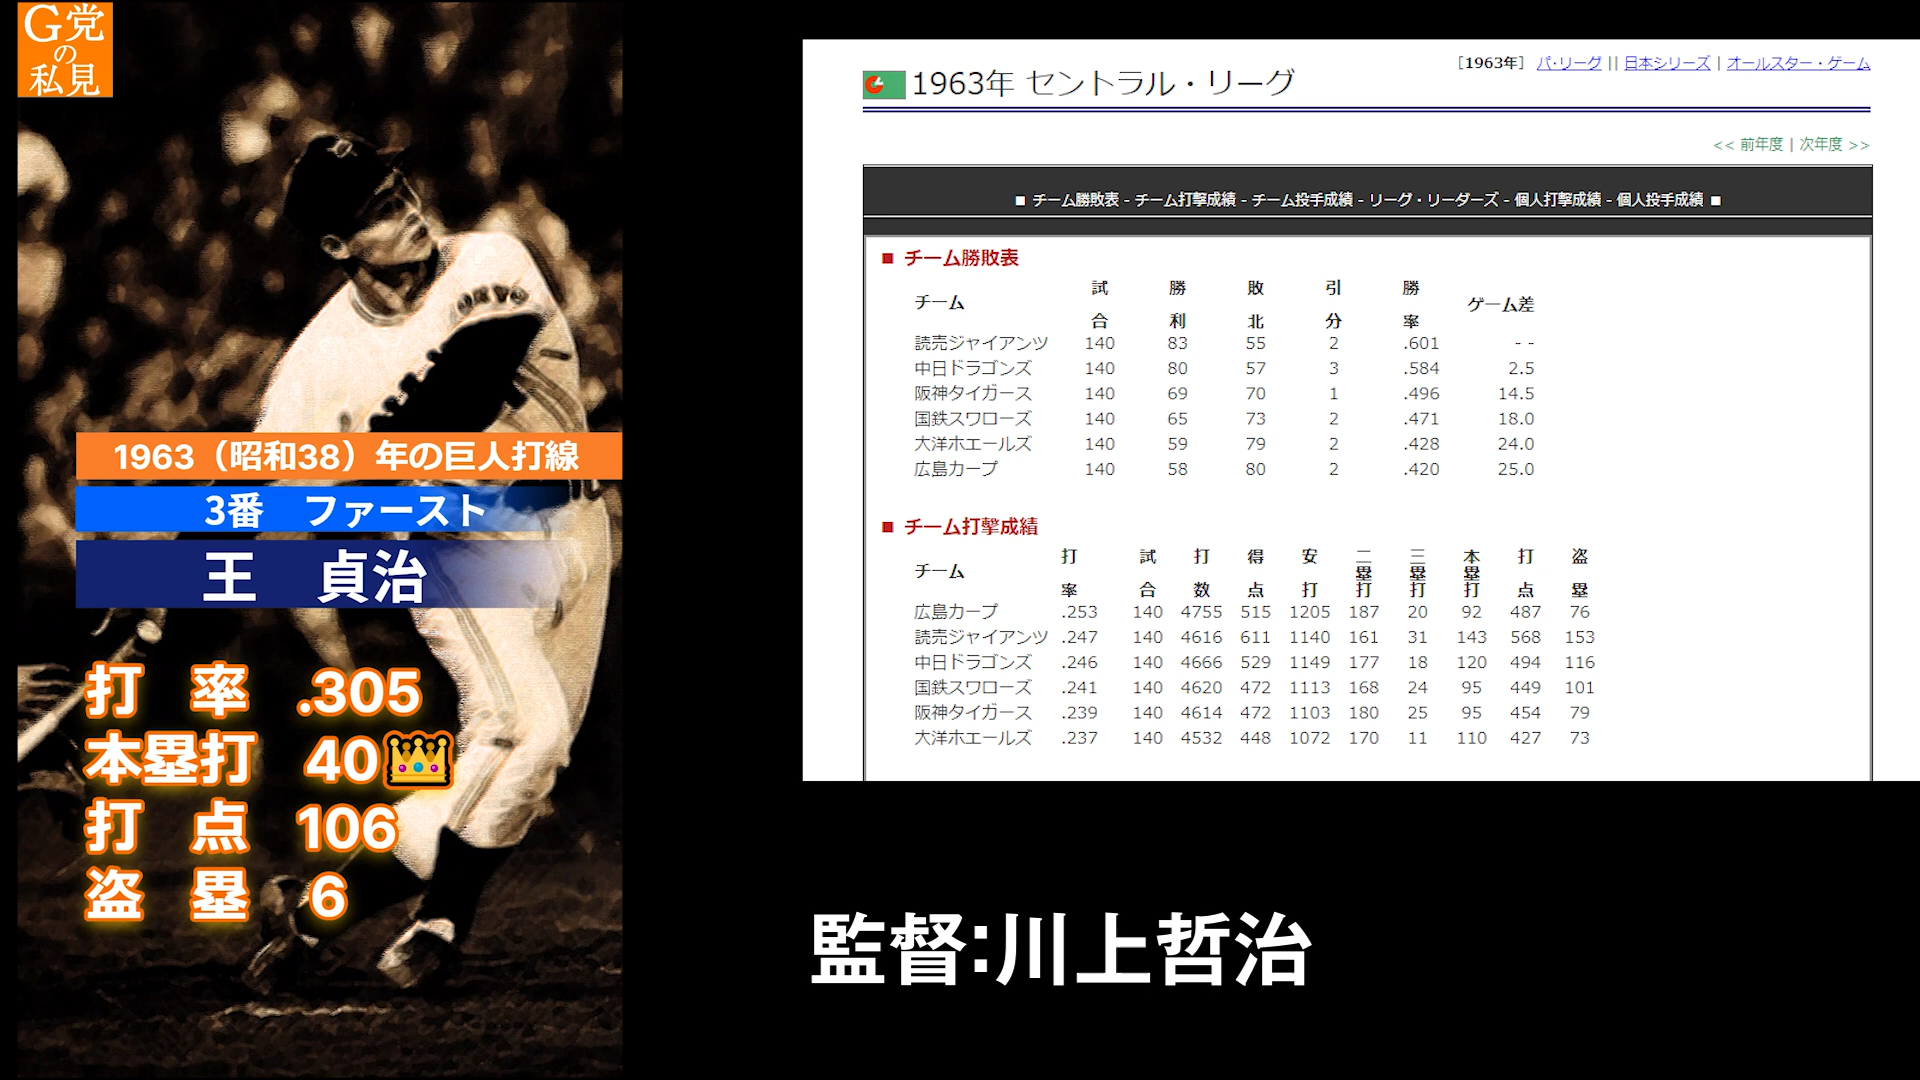 G党
の
私見
1963（昭和38）年の巨人打線
3番　ファースト
王　貞治
打　率　.305
本塁打　40
打　点　106
盗　塁　6
［1963年］ パ・リーグ || 日本シリーズ | オールスター・ゲーム
1963年 セントラル・リーグ
<< 前年度 | 次年度 >>
■ チーム勝敗表 - チーム打撃成績 - チーム投手成績 - リーグ・リーダーズ - 個人打撃成績 - 個人投手成績 ■
■ チーム勝敗表
チーム 試合 勝利 敗北 引分 勝率 ゲーム差
読売ジャイアンツ 140 83 55 2 .601 - -
中日ドラゴンズ 140 80 57 3 .584 2.5
阪神タイガース 140 69 70 1 .496 14.5
国鉄スワローズ 140 65 73 2 .471 18.0
大洋ホエールズ 140 59 79 2 .428 24.0
広島カープ 140 58 80 2 .420 25.0
■ チーム打撃成績
チーム 打率 試合 打数 得点 安打 二塁打 三塁打 本塁打 打点 盗塁
広島カープ .253 140 4755 515 1205 187 20 92 487 76
読売ジャイアンツ .247 140 4616 611 1140 161 31 143 568 153
中日ドラゴンズ .246 140 4666 529 1149 177 18 120 494 116
国鉄スワローズ .241 140 4620 472 1113 168 24 95 449 101
阪神タイガース .239 140 4614 472 1103 180 25 95 454 79
大洋ホエールズ .237 140 4532 448 1072 170 11 110 427 73
監督:川上哲治